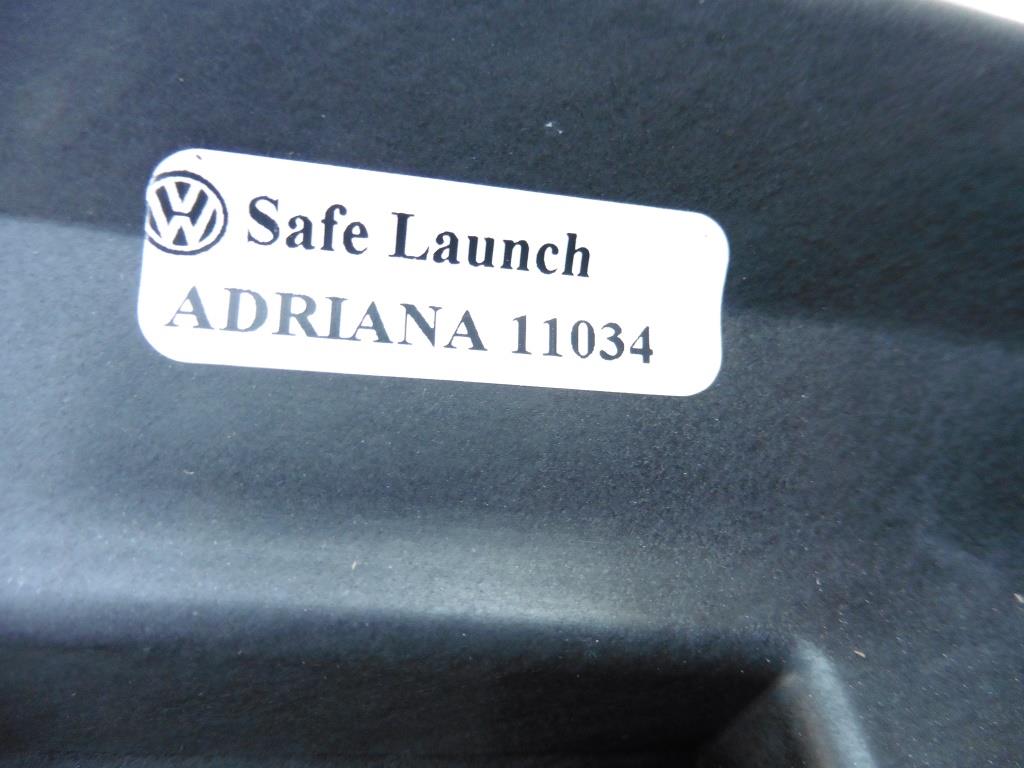 Safe Launch
ADRIANA 11034